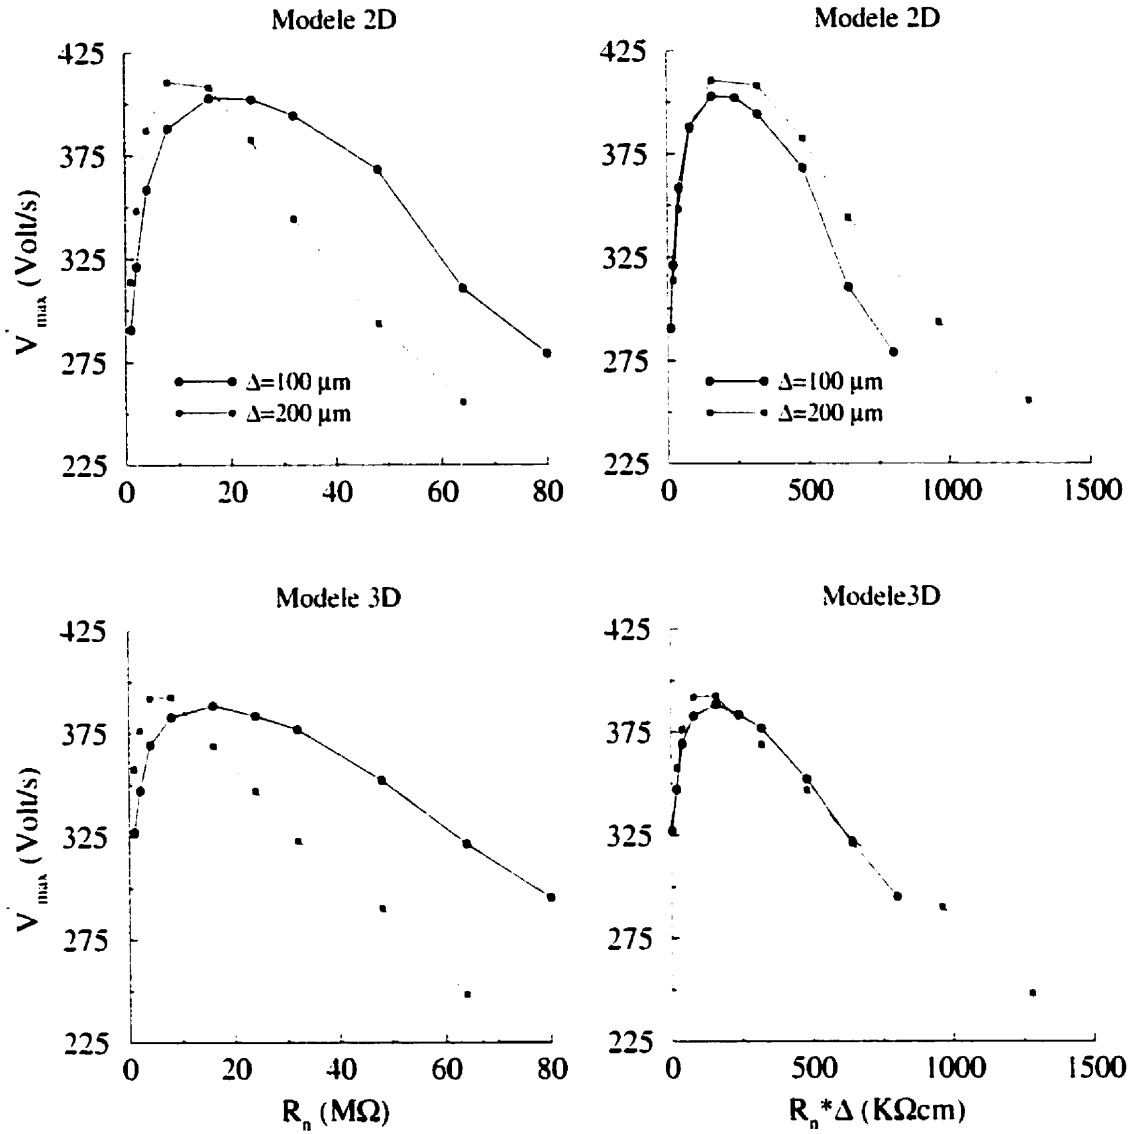 Modele 2D
425
375
325
275
225
V̇max (Volt/s)
Δ=100 μm
Δ=200 μm
0 20 40 60 80
Modele 2D
425
375
325
275
225
Δ=100 μm
Δ=200 μm
0 500 1000 1500
Modele 3D
425
375
325
275
225
V̇max (Volt/s)
0 20 40 60 80
Rn (MΩ)
Modele3D
425
375
325
275
225
0 500 1000 1500
Rn*Δ (KΩcm)